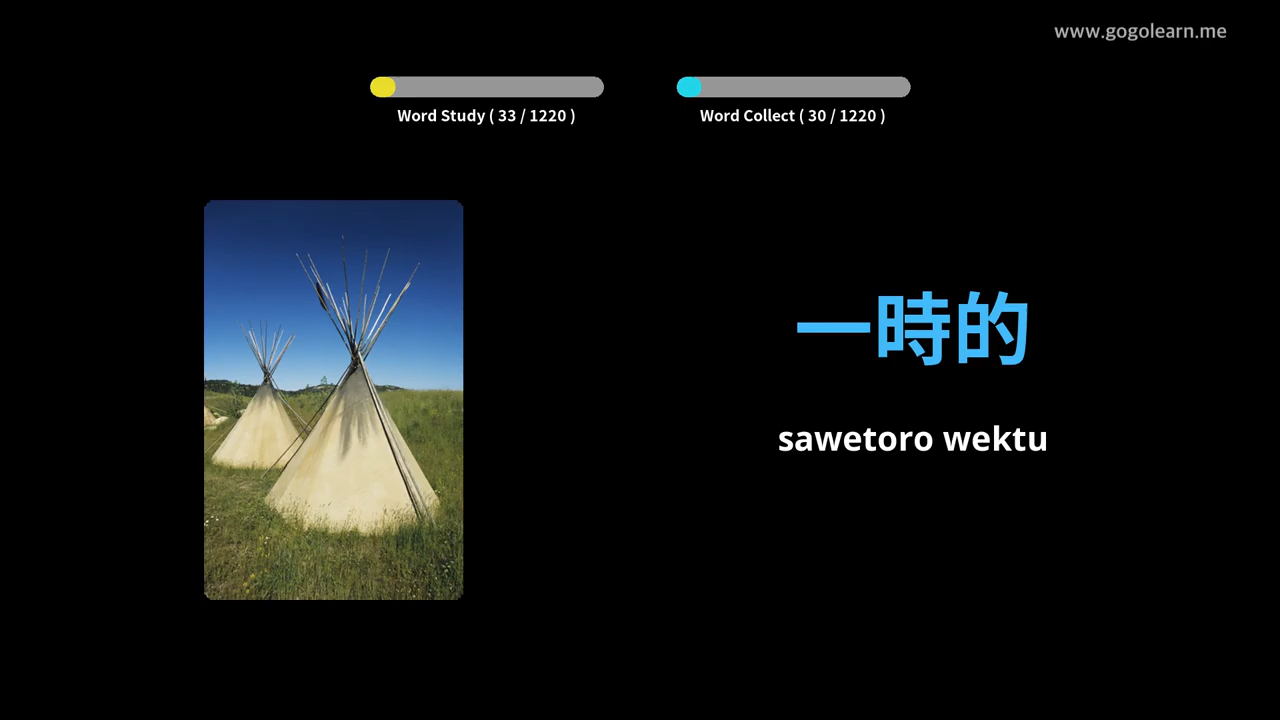 www.gogolearn.me
Word Study ( 33 / 1220 )
Word Collect ( 30 / 1220 )
一時的
sawetoro wektu